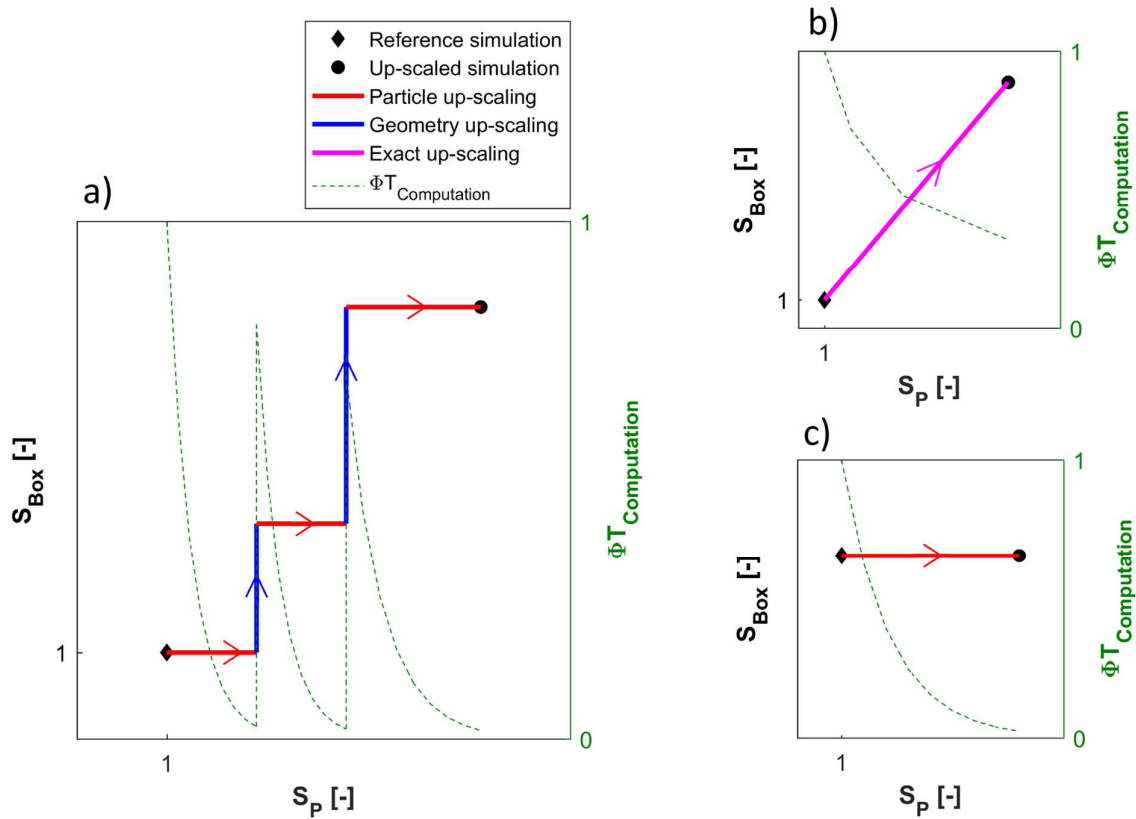 Reference simulation
Up-scaled simulation
Particle up-scaling
Geometry up-scaling
Exact up-scaling
ΦT_Computation
a)
S_Box [-]
1
1
S_P [-]
1
0
ΦT_Computation
b)
S_Box [-]
1
1
S_P [-]
1
0
ΦT_Computation
c)
S_Box [-]
1
S_P [-]
1
0
ΦT_Computation